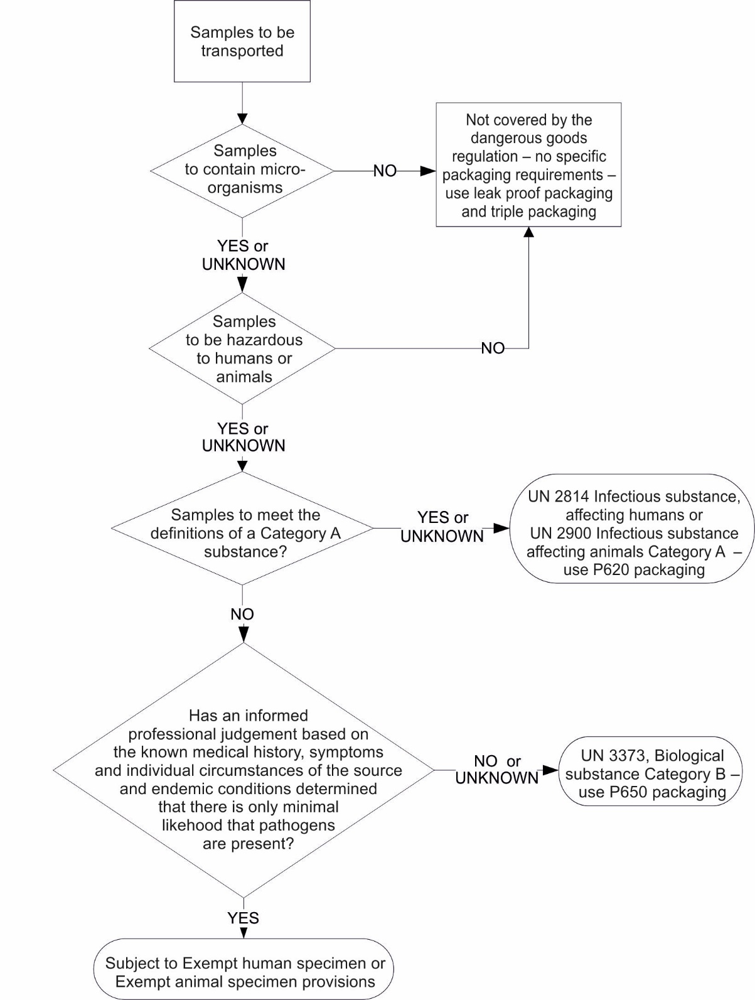 Samples to be
transported
Samples
to contain micro-
organisms
NO
Not covered by the
dangerous goods
regulation – no specific
packaging requirements –
use leak proof packaging
and triple packaging
YES or
UNKNOWN
Samples
to be hazardous
to humans or
animals
NO
YES or
UNKNOWN
Samples to meet the
definitions of a Category A
substance?
YES or
UNKNOWN
UN 2814 Infectious substance,
affecting humans or
UN 2900 Infectious substance
affecting animals Category A –
use P620 packaging
NO
Has an informed
professional judgement based on
the known medical history, symptoms
and individual circumstances of the source
and endemic conditions determined
that there is only minimal
likehood that pathogens
are present?
NO or
UNKNOWN
UN 3373, Biological
substance Category B –
use P650 packaging
YES
Subject to Exempt human specimen or
Exempt animal specimen provisions